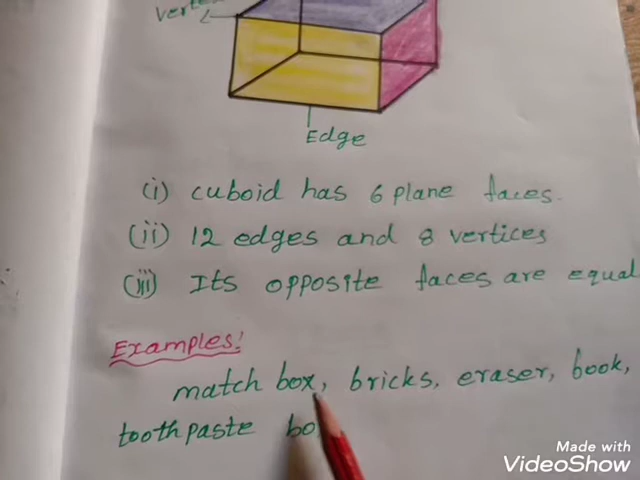 Edge
(i) cuboid has 6 plane faces.
(ii) 12 edges and 8 vertices
(iii) Its opposite faces are equal
Examples!
match box, bricks, eraser, book,
toothpaste
Made with
VideoShow